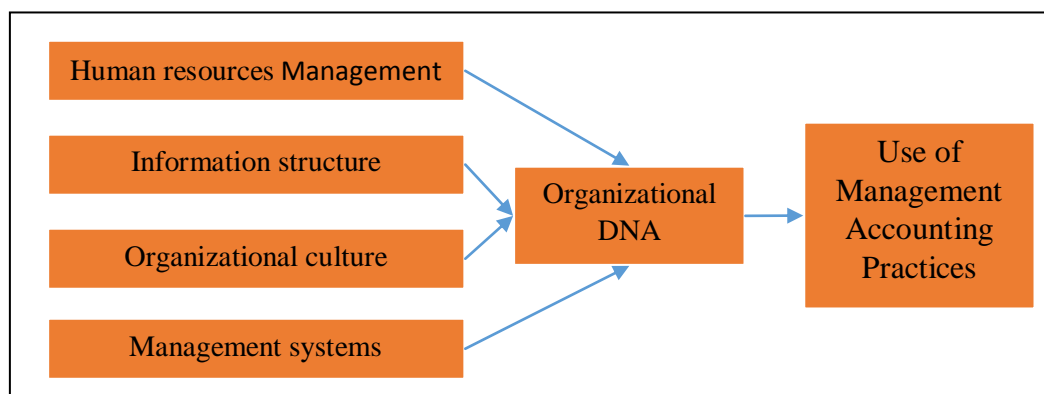 Human resources Management
Information structure
Organizational culture
Management systems
Organizational
DNA
Use of
Management
Accounting
Practices